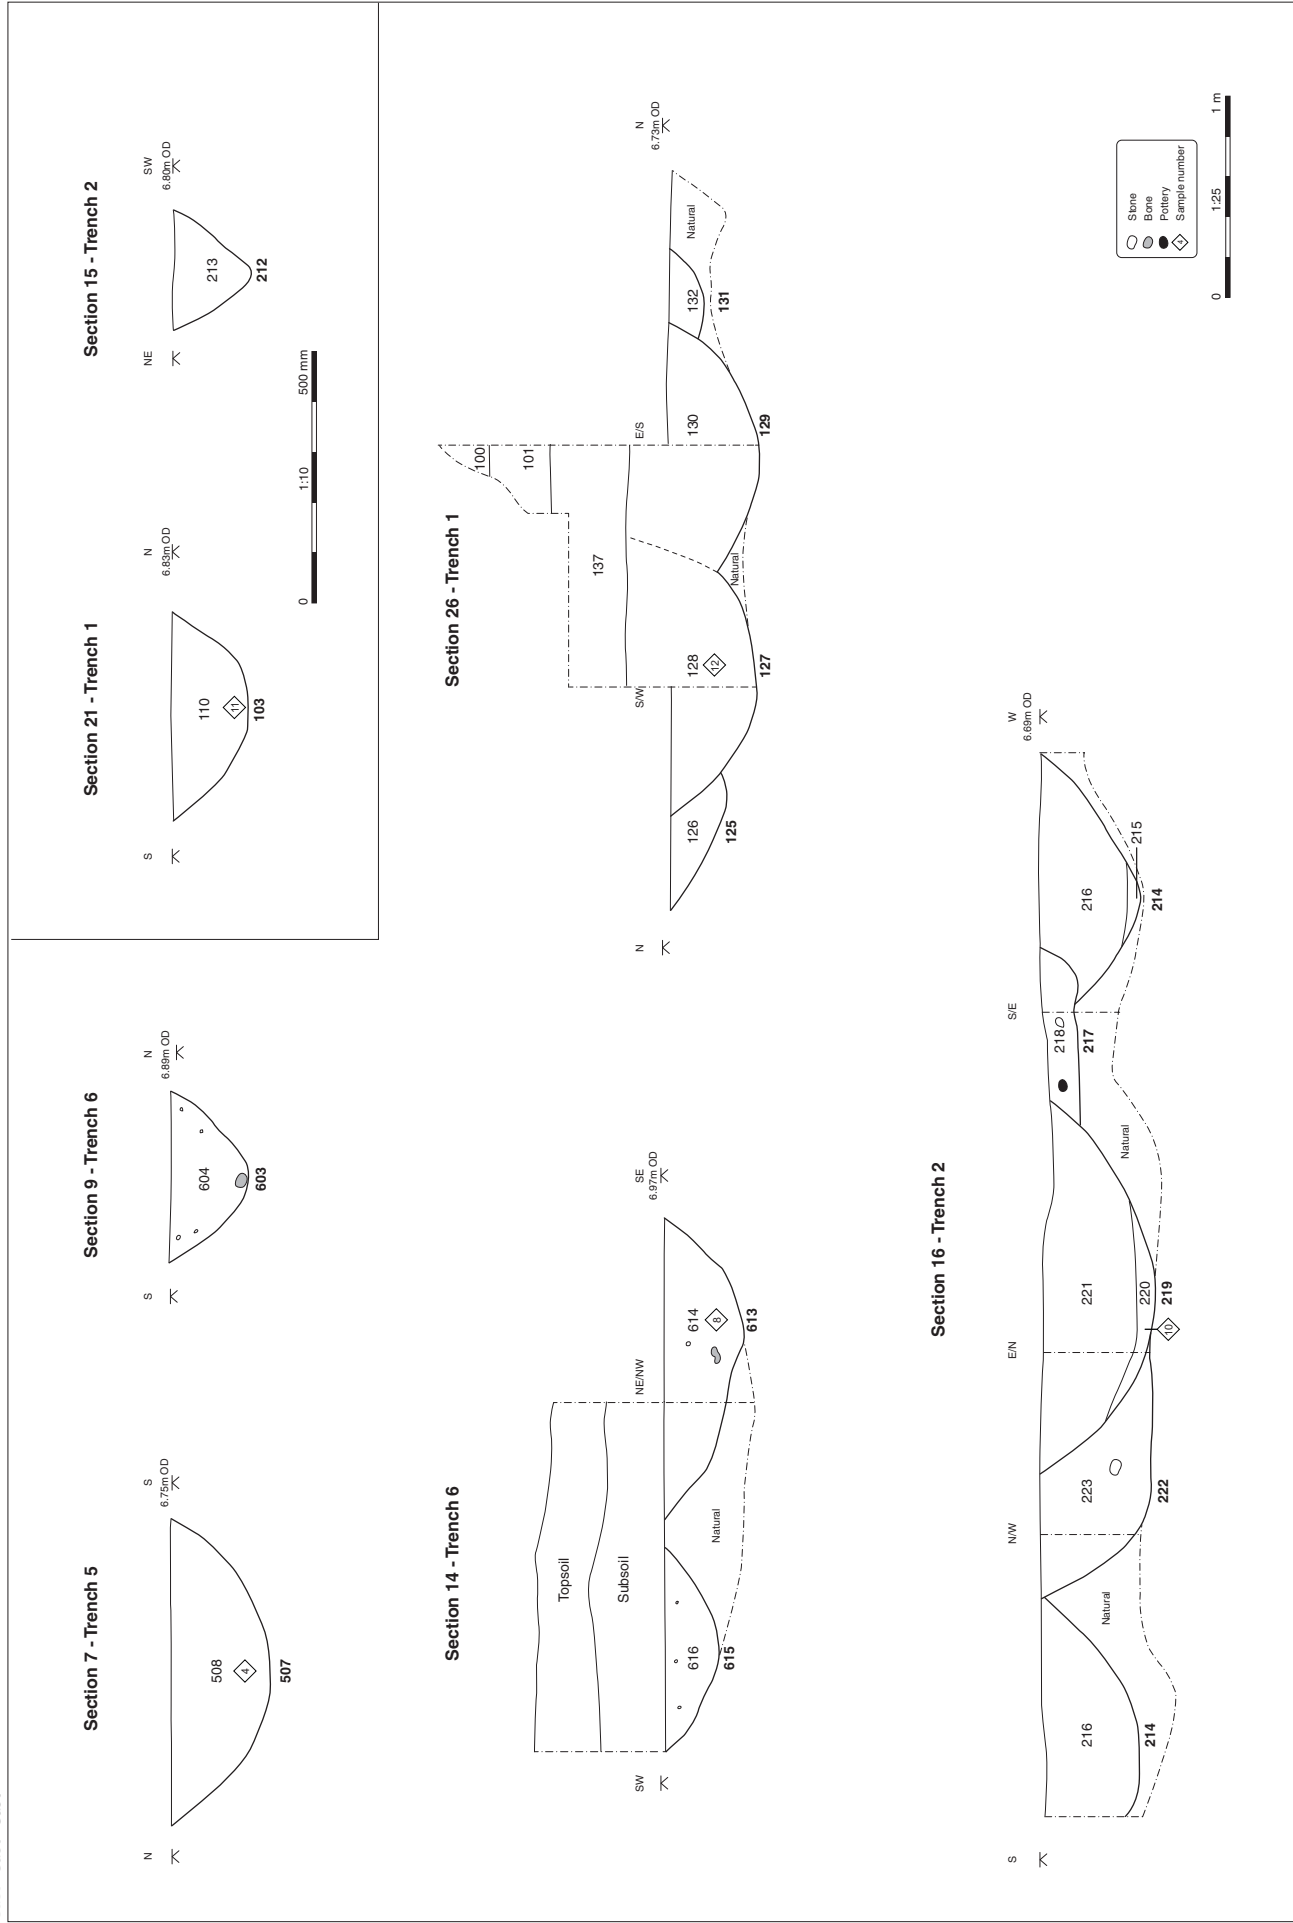 Section 7 - Trench 5
N
S
6.75m OD
508
4
507
Section 9 - Trench 6
S
N
6.89m OD
604
603
Section 21 - Trench 1
S
N
6.83m OD
110
11
103
Section 15 - Trench 2
NE
SW
6.80m OD
213
212
0
1:10
500 mm
Section 14 - Trench 6
SW
NE/NW
SE
6.97m OD
Topsoil
Subsoil
616
615
Natural
614
8
613
Section 26 - Trench 1
N
S/W
E/S
N
6.73m OD
100
101
137
126
125
128
12
127
Natural
130
129
132
131
Natural
Section 16 - Trench 2
S
N/W
E/N
S/E
W
6.69m OD
216
214
Natural
223
222
221
220
219
10
Natural
218
217
216
215
214
Stone
Bone
Pottery
4 Sample number
0
1:25
1 m